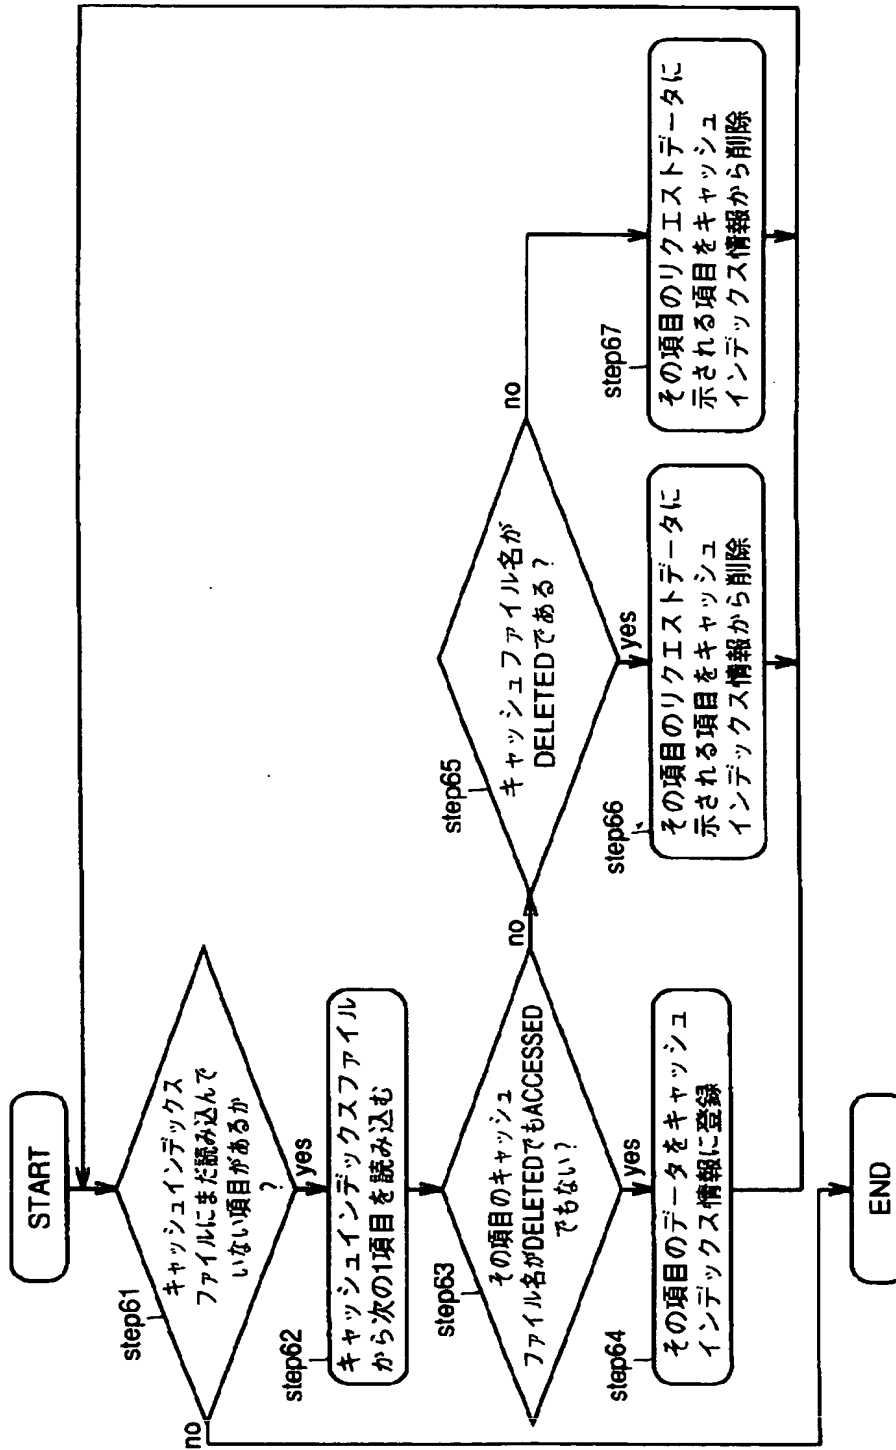 START
step61
キャッシュインデックス
ファイルにまだ読み込んで
いない項目があるか
？
no
yes
step62
キャッシュインデックスファイル
から次の1項目を読み込む
step63
その項目のキャッシュ
ファイル名がDELETEDでもACCESSED
でもない？
no
yes
step64
その項目のデータをキャッシュ
インデックス情報に登録
step65
キャッシュファイル名が
DELETEDである？
no
yes
step66
その項目のリクエストデータに
示される項目をキャッシュ
インデックス情報から削除
step67
その項目のリクエストデータに
示される項目をキャッシュ
インデックス情報から削除
END